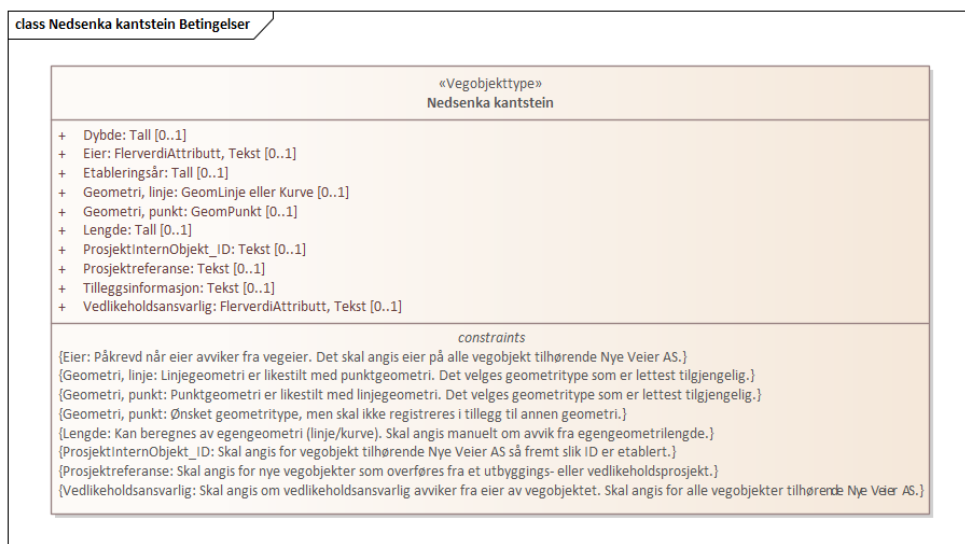 class Nedsenka kantstein Betingelser
«Vegobjekttype»
Nedsenka kantstein
+ Dybde: Tall [0..1]
+ Eier: FlerverdiAttributt, Tekst [0..1]
+ Etableringsår: Tall [0..1]
+ Geometri, linje: GeomLinje eller Kurve [0..1]
+ Geometri, punkt: GeomPunkt [0..1]
+ Lengde: Tall [0..1]
+ ProsjektInternObjekt_ID: Tekst [0..1]
+ Prosjektreferanse: Tekst [0..1]
+ Tilleggsinformasjon: Tekst [0..1]
+ Vedlikeholdsansvarlig: FlerverdiAttributt, Tekst [0..1]
constraints
{Eier: Påkrevd når eier avviker fra vegeier. Det skal angis eier på alle vegobjekt tilhørende Nye Veier AS.}
{Geometri, linje: Linjegeometri er likestilt med punktgeometri. Det velges geometritype som er lettest tilgjengelig.}
{Geometri, punkt: Punktgeometri er likestilt med linjegeometri. Det velges geometritype som er lettest tilgjengelig.}
{Geometri, punkt: Ønsket geometritype, men skal ikke registreres i tillegg til annen geometri.}
{Lengde: Kan beregnes av egengeometri (linje/kurve). Skal angis manuelt om avvik fra egengeometrilengde.}
{ProsjektInternObjekt_ID: Skal angis for vegobjekt tilhørende Nye Veier AS så fremt slik ID er etablert.}
{Prosjektreferanse: Skal angis for nye vegobjekter som overføres fra et utbyggings- eller vedlikeholdsprosjekt.}
{Vedlikeholdsansvarlig: Skal angis om vedlikeholdsansvarlig avviker fra eier av vegobjektet. Skal angis for alle vegobjekter tilhørende Nye Veier AS.}